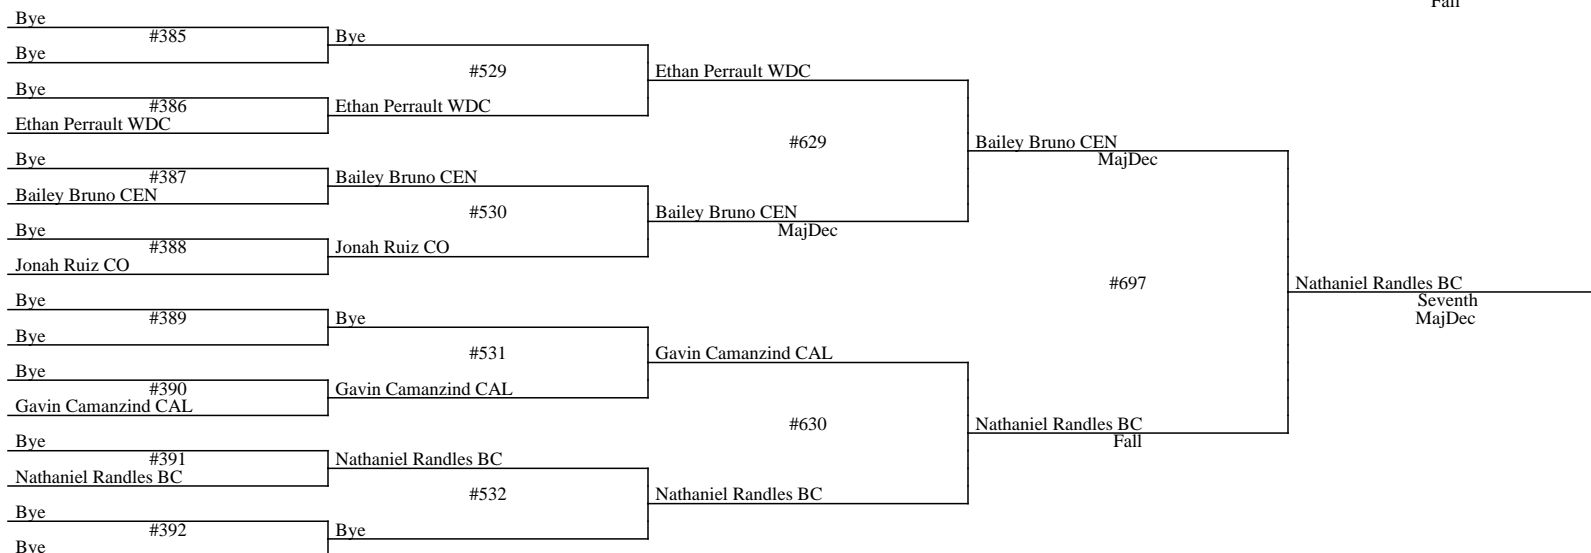 Fall
Bye
#385
Bye
Bye
#529
Ethan Perrault WDC
Bye
#386
Ethan Perrault WDC
Ethan Perrault WDC
#629
Bailey Bruno CEN
MajDec
Bye
#387
Bailey Bruno CEN
Bailey Bruno CEN
#530
Bailey Bruno CEN
MajDec
Bye
#388
Jonah Ruiz CO
Jonah Ruiz CO
#697
Nathaniel Randles BC
Seventh
MajDec
Bye
#389
Bye
Bye
#531
Gavin Camanzind CAL
Bye
#390
Gavin Camanzind CAL
Gavin Camanzind CAL
#630
Nathaniel Randles BC
Fall
Bye
#391
Nathaniel Randles BC
Nathaniel Randles BC
#532
Nathaniel Randles BC
Bye
#392
Bye
Bye